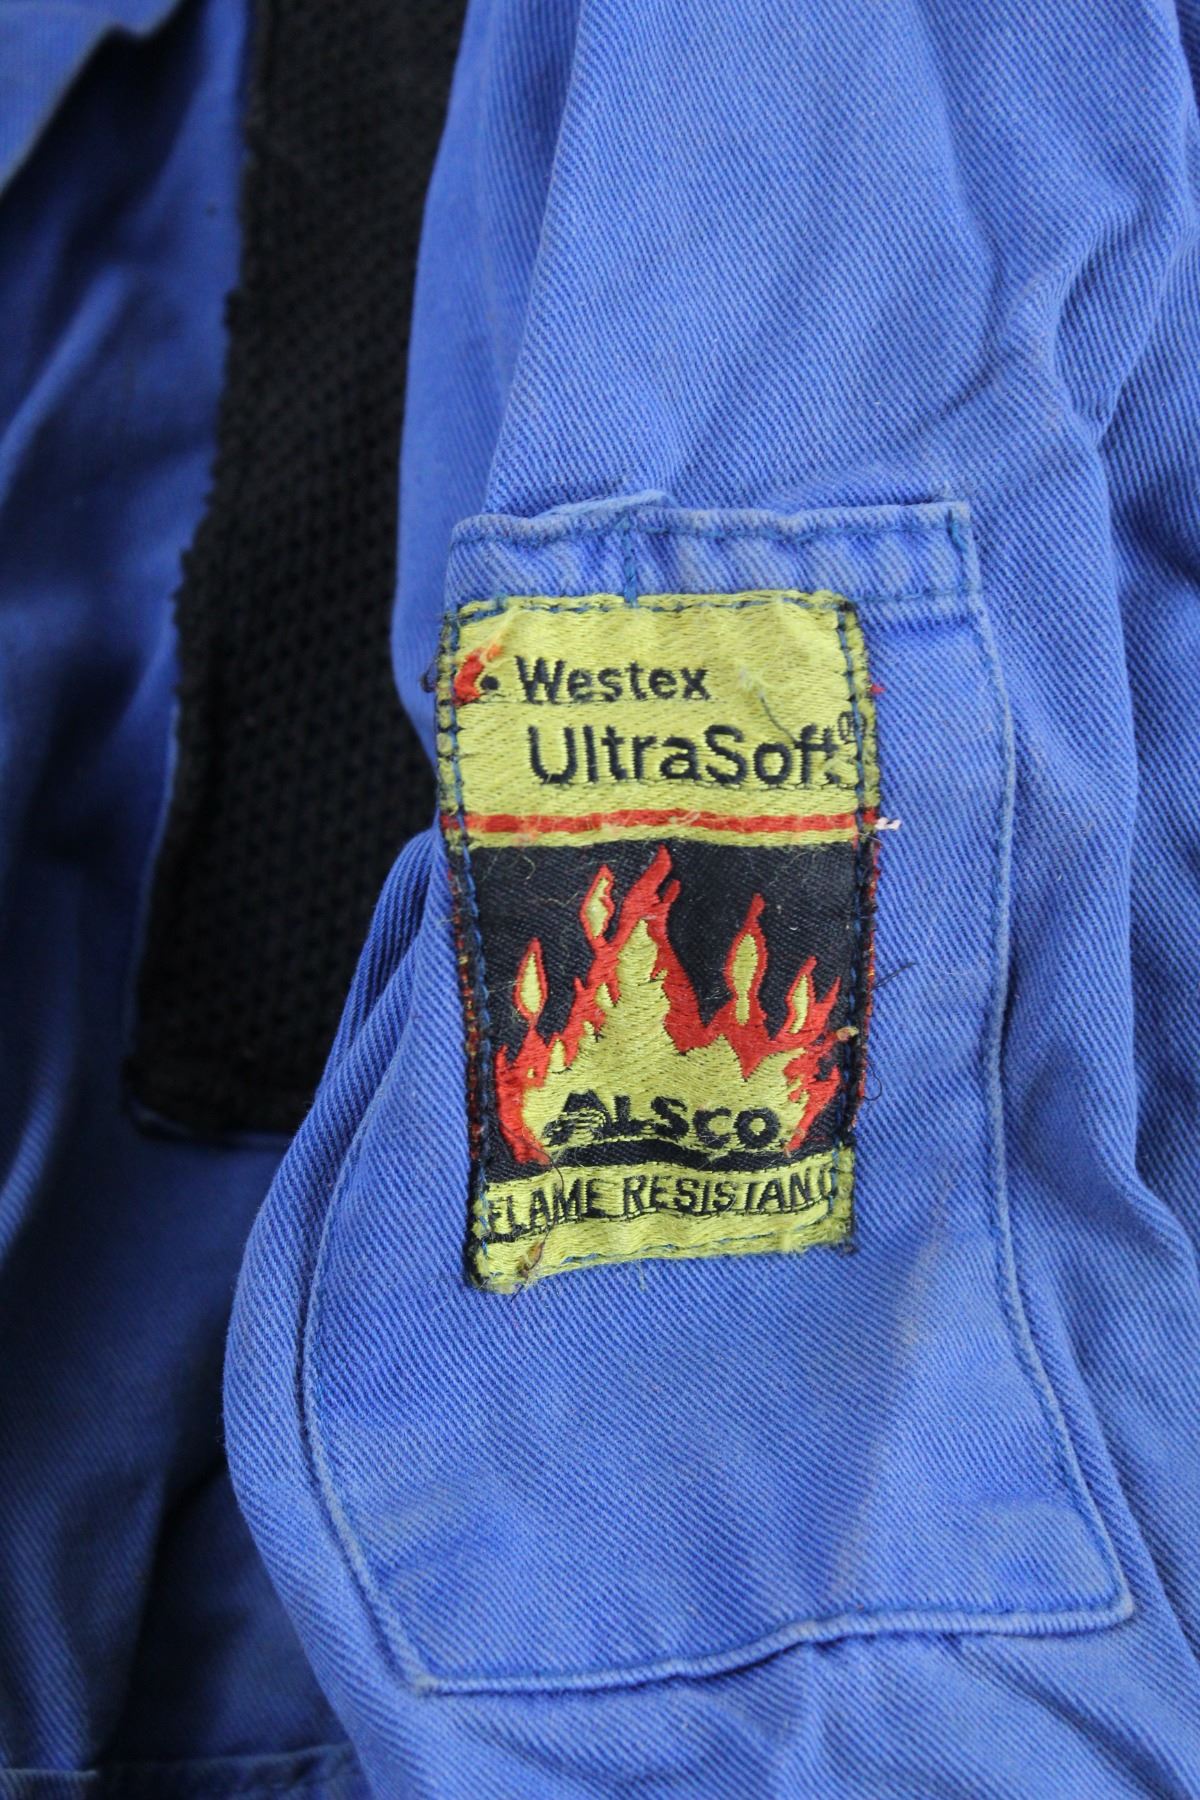 Westex
UltraSoft®
ALSCO
FLAME RESISTANT